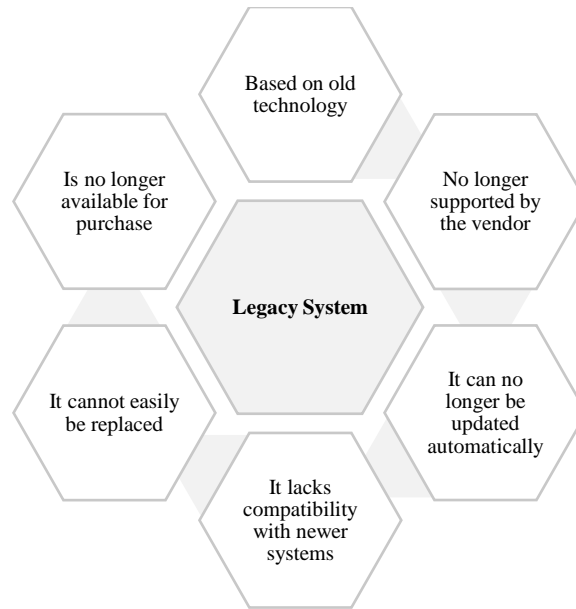 Based on old
technology
No longer
supported by
the vendor
It can no
longer be
updated
automatically
It lacks
compatibility
with newer
systems
It cannot easily
be replaced
Is no longer
available for
purchase
Legacy System